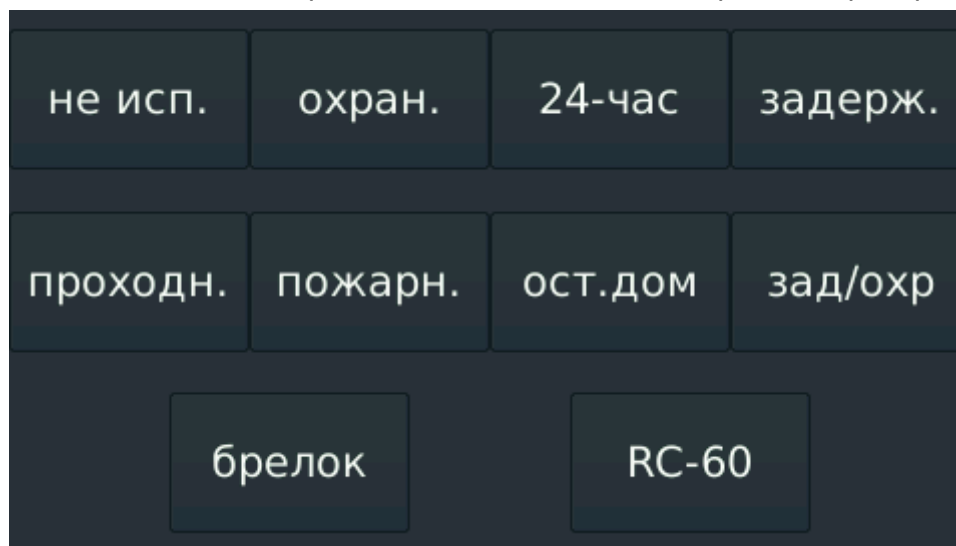 не исп. охран. 24-час задерж.
проходн. пожарн. ост.дом зад/охр
брелок RC-60